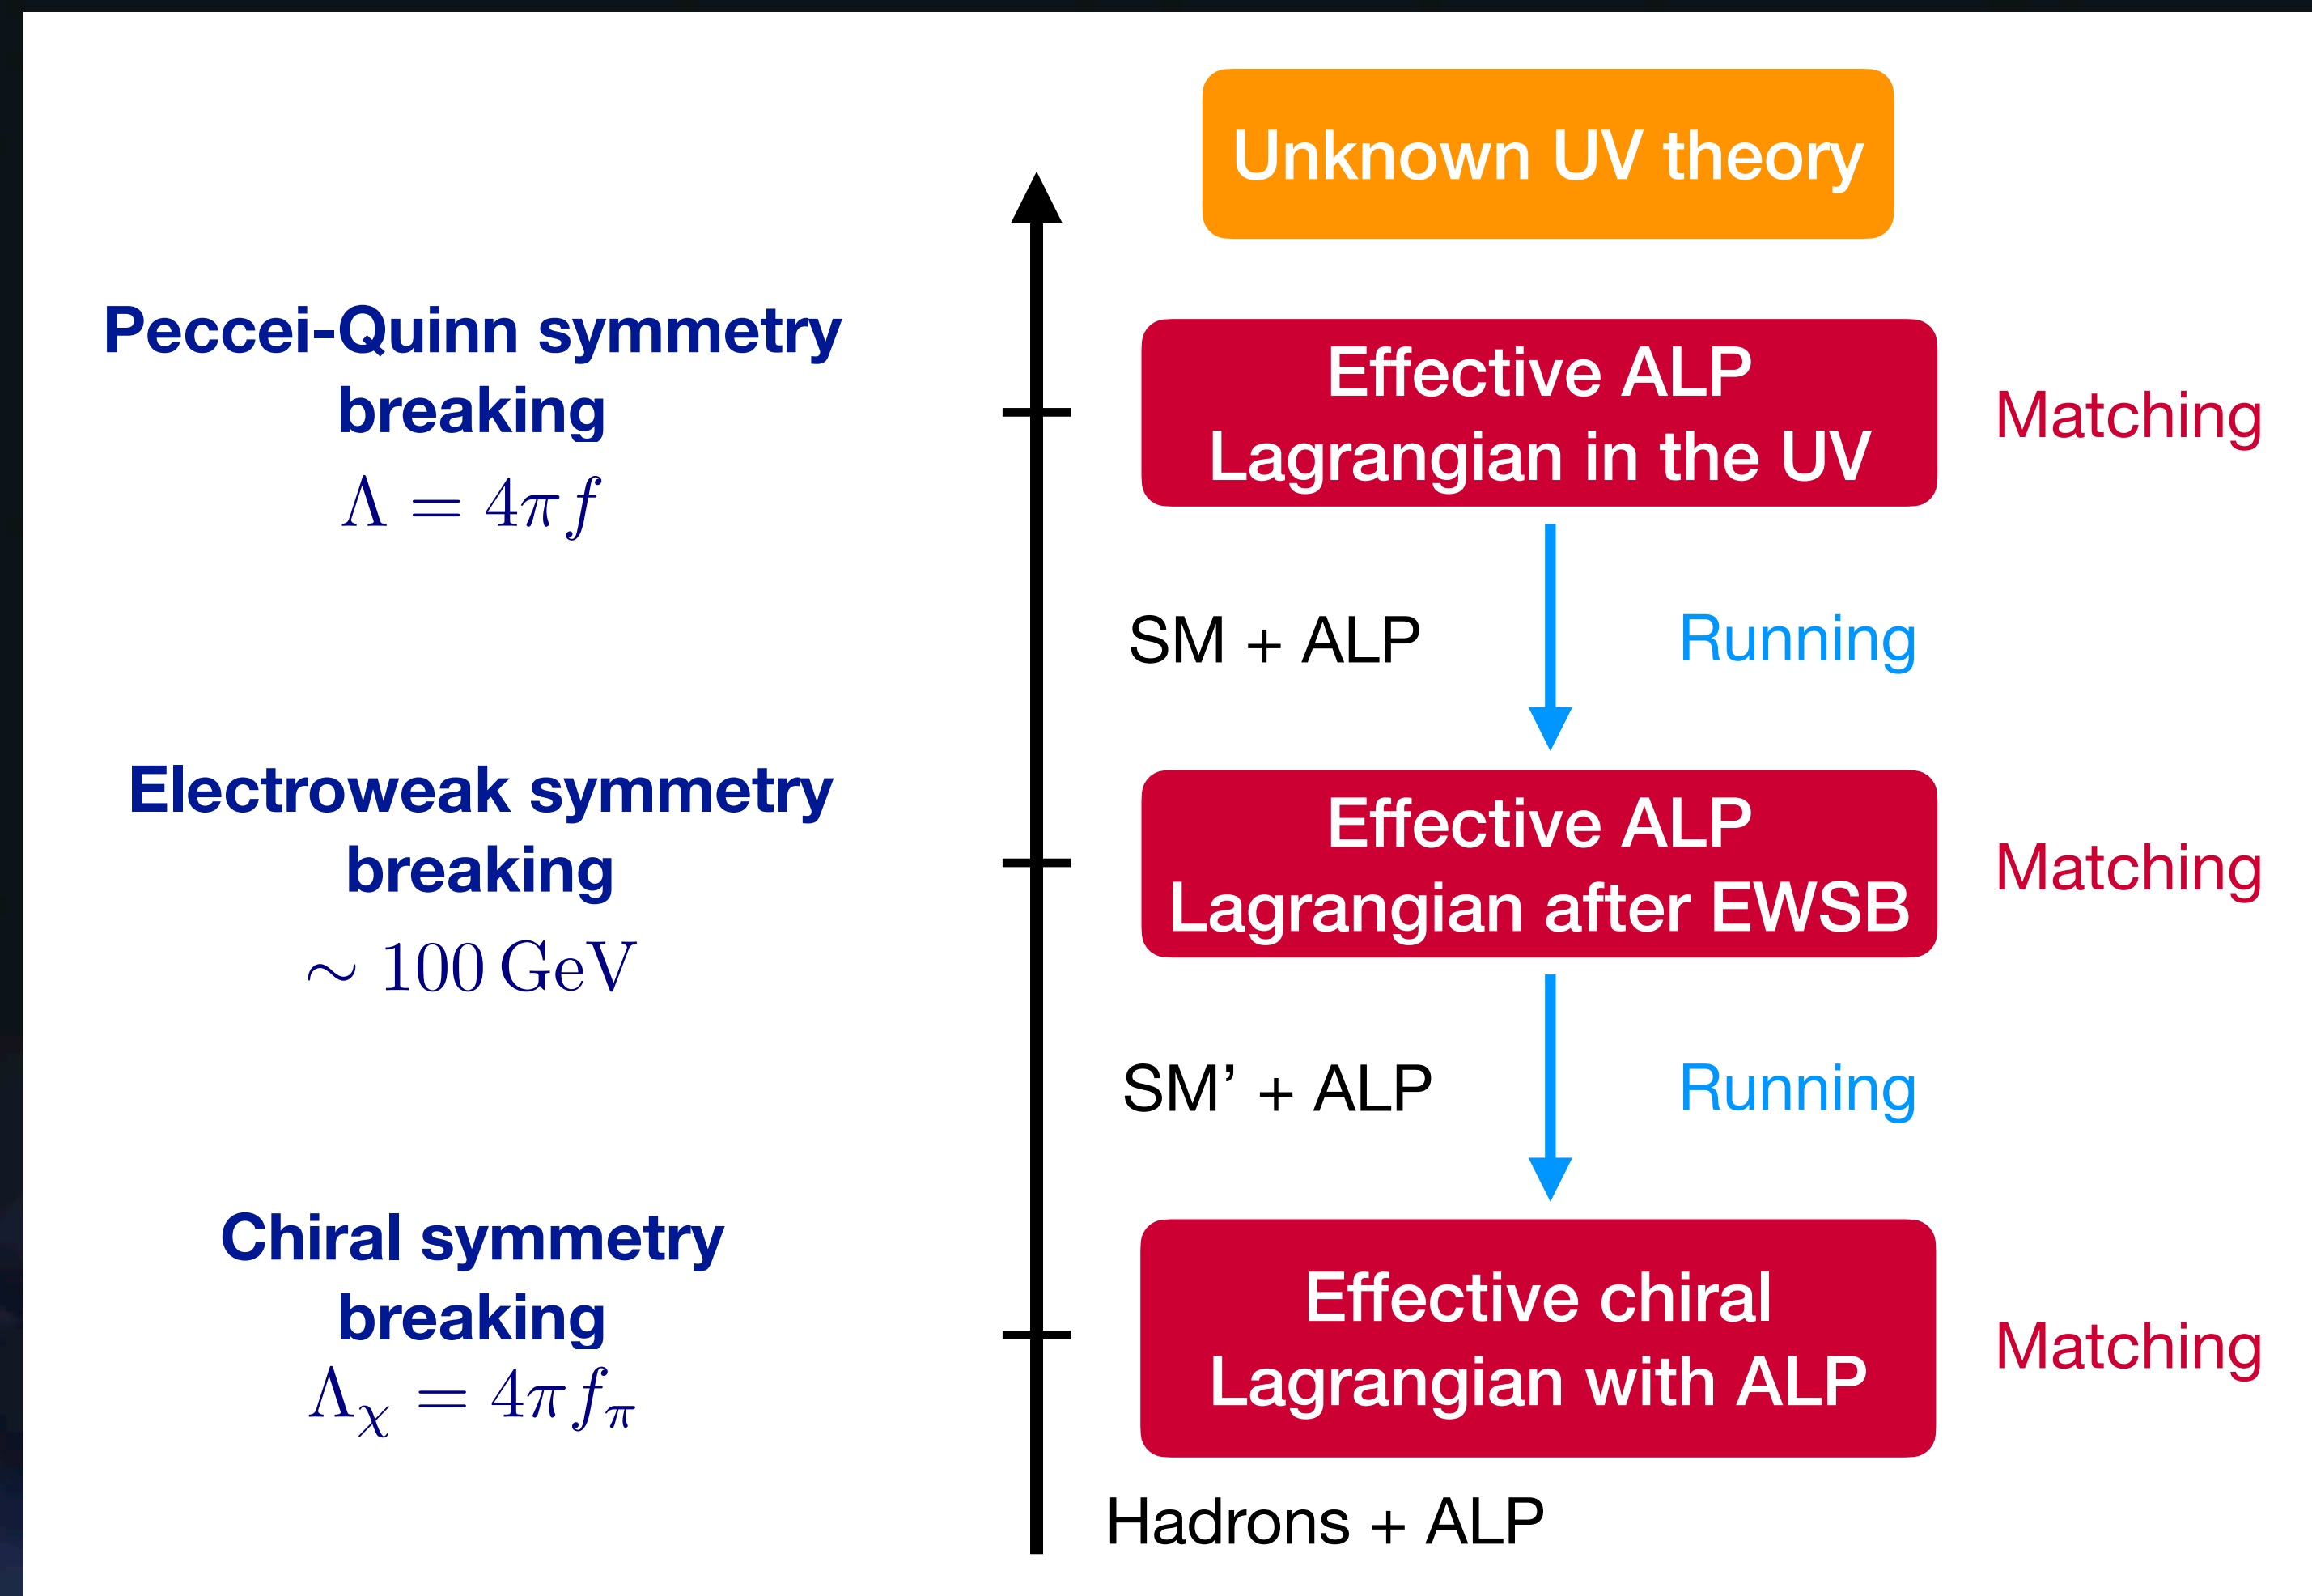 Unknown UV theory
Peccei-Quinn symmetry
breaking
Λ = 4πf
Effective ALP
Lagrangian in the UV
Matching
SM + ALP
Running
Electroweak symmetry
breaking
∼ 100 GeV
Effective ALP
Lagrangian after EWSB
Matching
SM’ + ALP
Running
Chiral symmetry
breaking
Λ_χ = 4πf_π
Effective chiral
Lagrangian with ALP
Matching
Hadrons + ALP